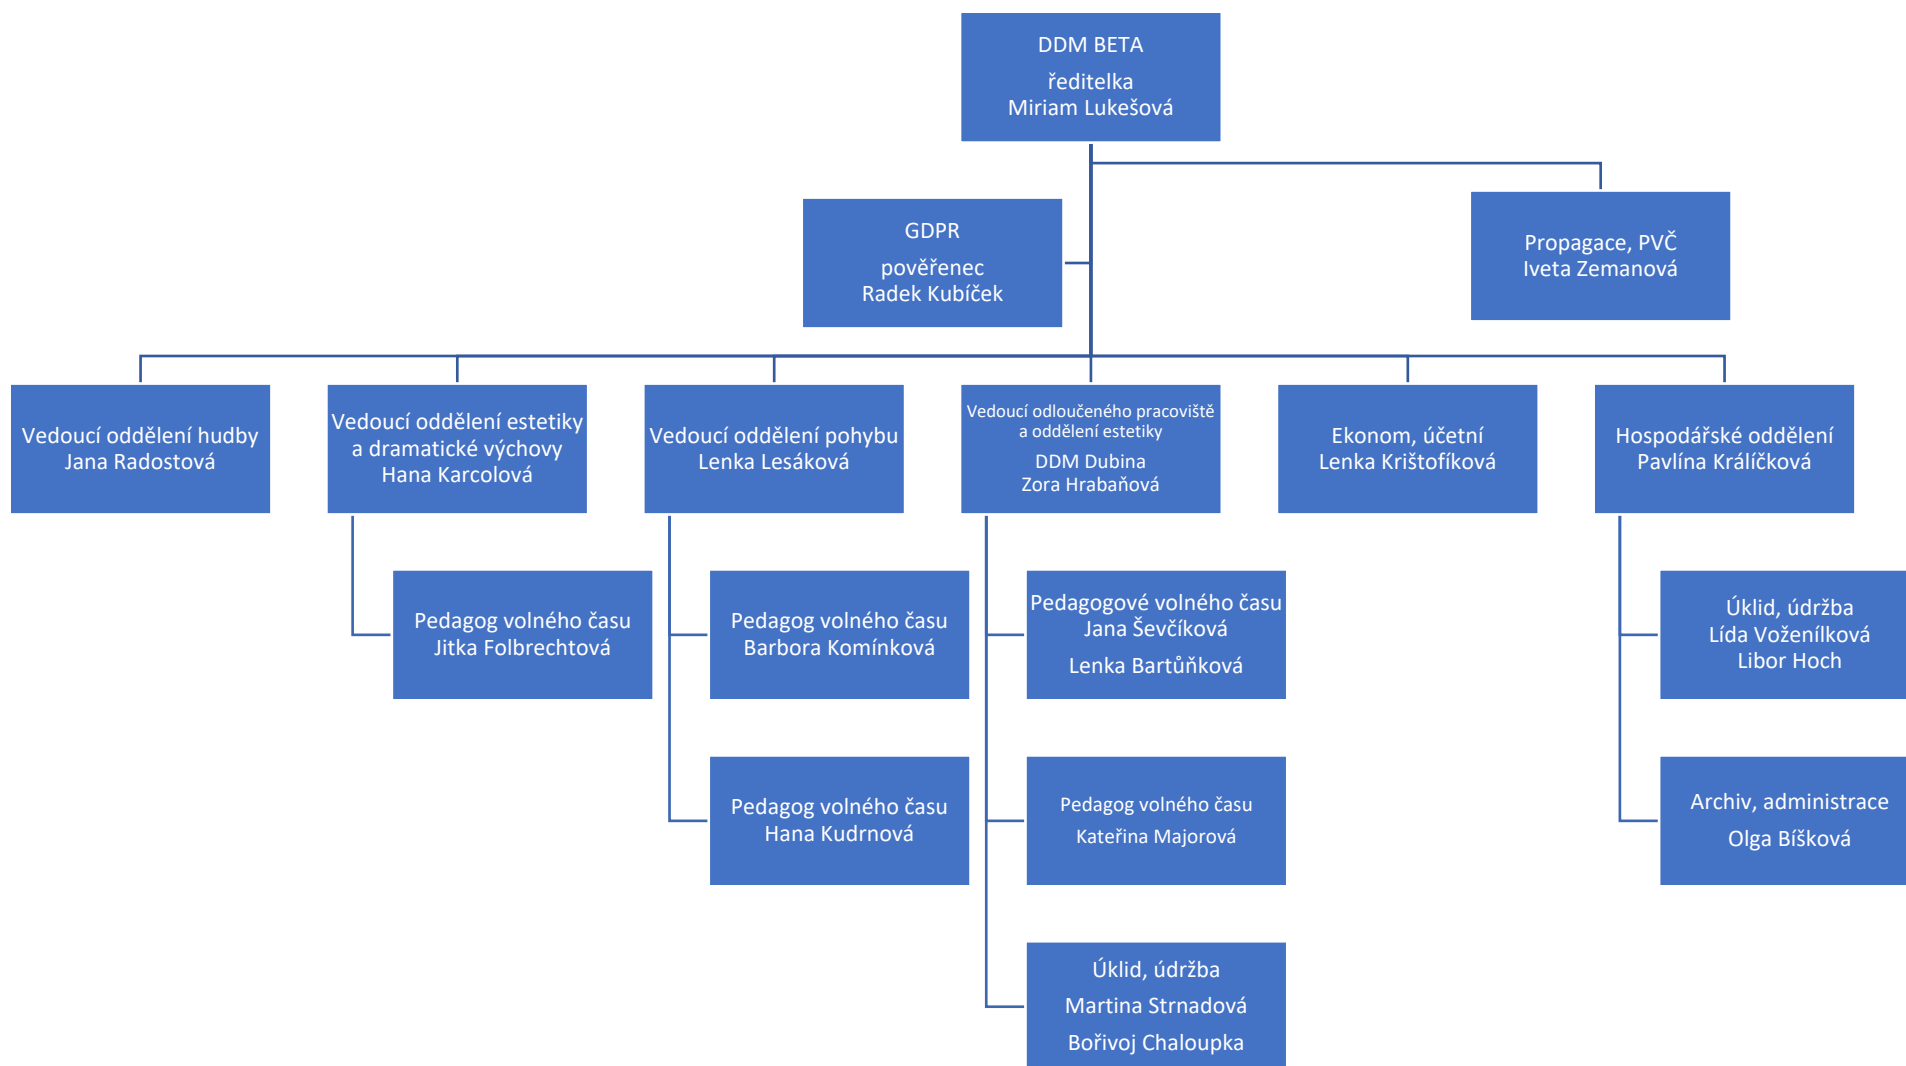 DDM BETA
ředitelka
Miriam Lukešová
GDPR
pověřenec
Radek Kubíček
Propagace, PVČ
Iveta Zemanová
Vedoucí oddělení hudby
Jana Radostová
Vedoucí oddělení estetiky
a dramatické výchovy
Hana Karcolová
Vedoucí oddělení pohybu
Lenka Lesáková
Vedoucí odloučeného pracoviště
a oddělení estetiky
DDM Dubina
Zora Hrabaňová
Ekonom, účetní
Lenka Krištofíková
Hospodářské oddělení
Pavlína Králíčková
Pedagog volného času
Jitka Folbrechtová
Pedagog volného času
Barbora Komínková
Pedagogové volného času
Jana Ševčíková
Lenka Bartůňková
Úklid, údržba
Lída Voženílková
Libor Hoch
Pedagog volného času
Hana Kudrnová
Pedagog volného času
Kateřina Majorová
Archiv, administrace
Olga Bíšková
Úklid, údržba
Martina Strnadová
Bořivoj Chaloupka